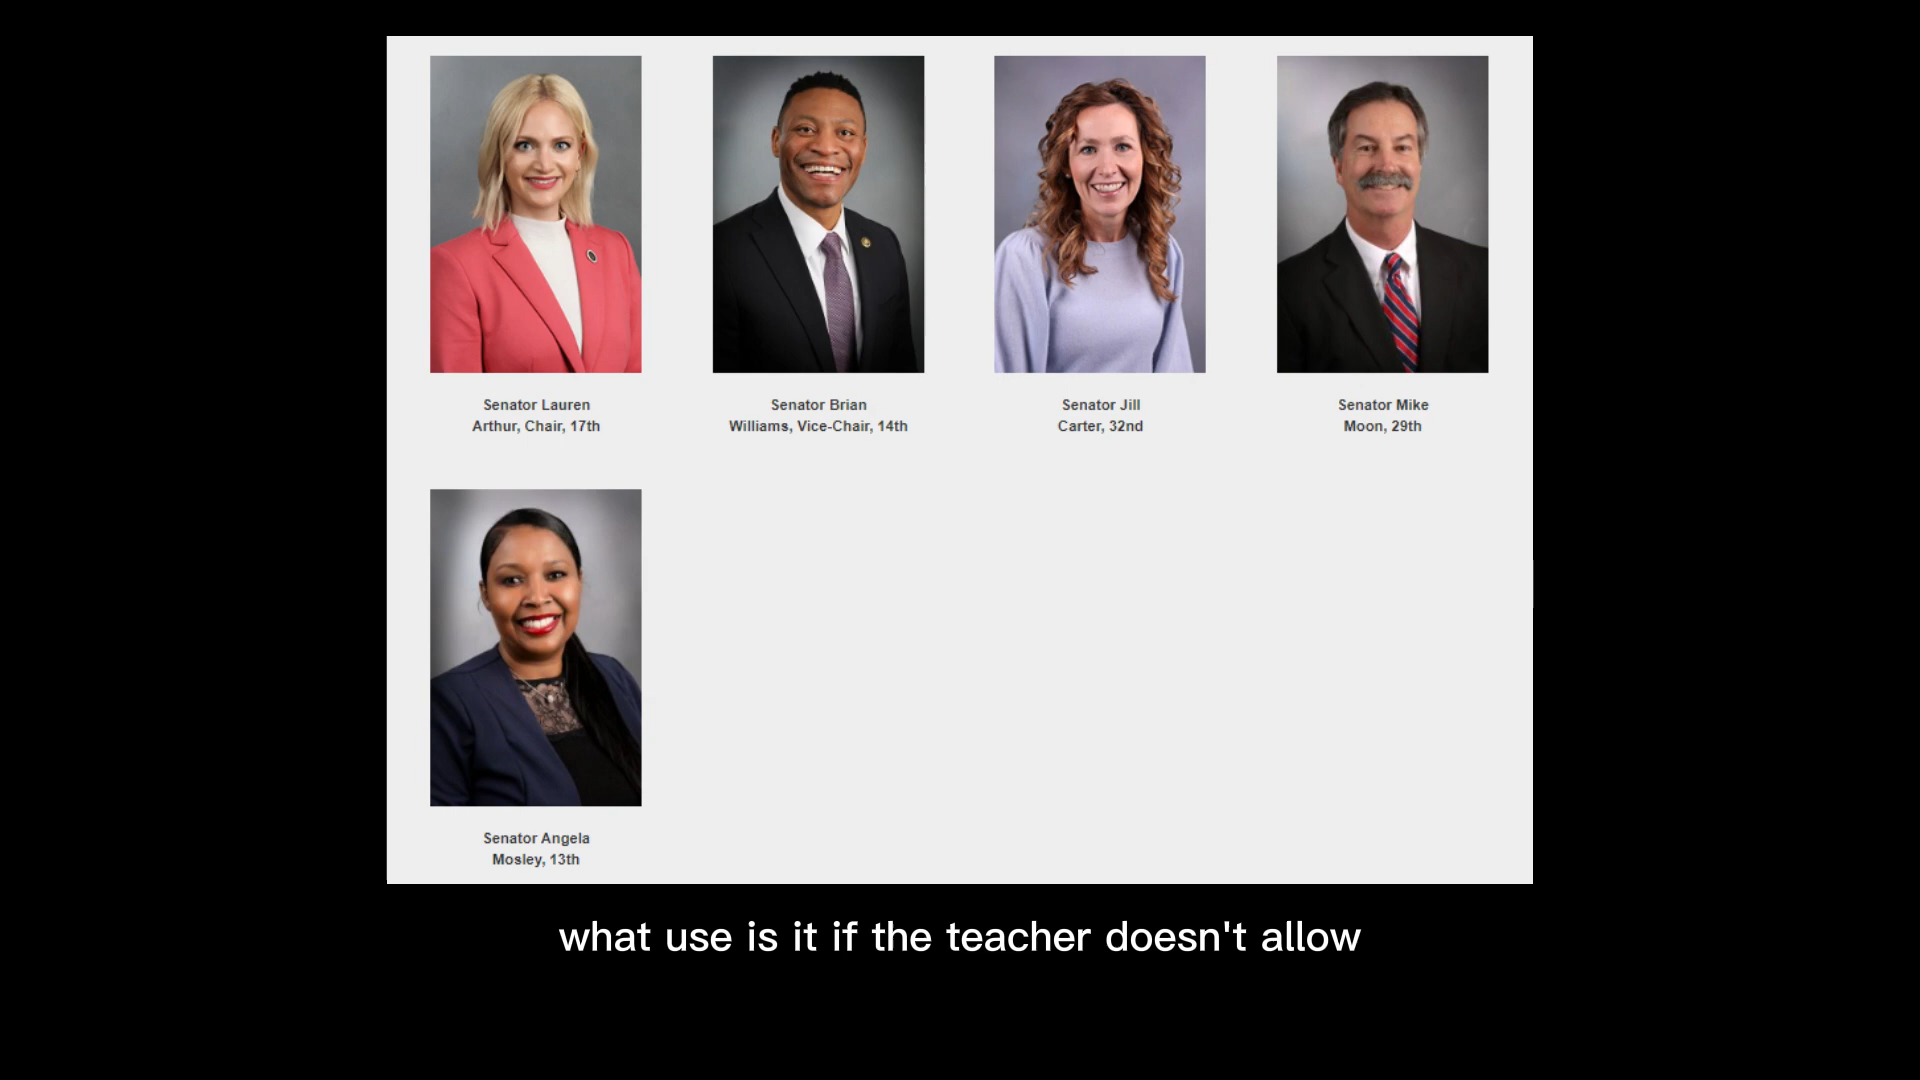 Senator Lauren
Arthur, Chair, 17th
Senator Brian
Williams, Vice-Chair, 14th
Senator Jill
Carter, 32nd
Senator Mike
Moon, 29th
Senator Angela
Mosley, 13th
what use is it if the teacher doesn't allow